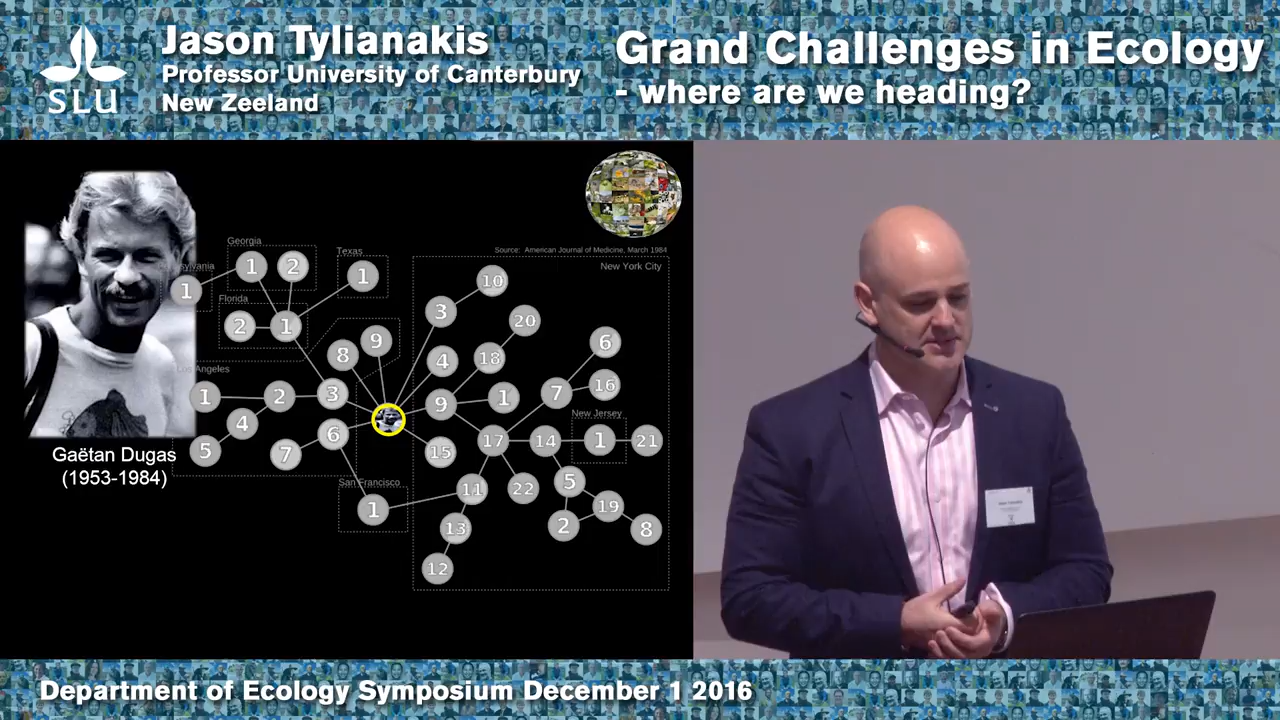 SLU
Jason Tylianakis
Professor University of Canterbury
New Zeeland
Grand Challenges in Ecology
- where are we heading?
Gaëtan Dugas
(1953-1984)
Source: American Journal of Medicine, March 1984
New York City
Georgia
Texas
Florida
New Jersey
San Francisco
1
2
1
1
2
1
8
9
1
2
3
4
5
6
7
1
10
3
20
4
18
6
9
1
7
16
15
17
14
1
21
11
22
5
13
19
2
8
12
Department of Ecology Symposium December 1 2016